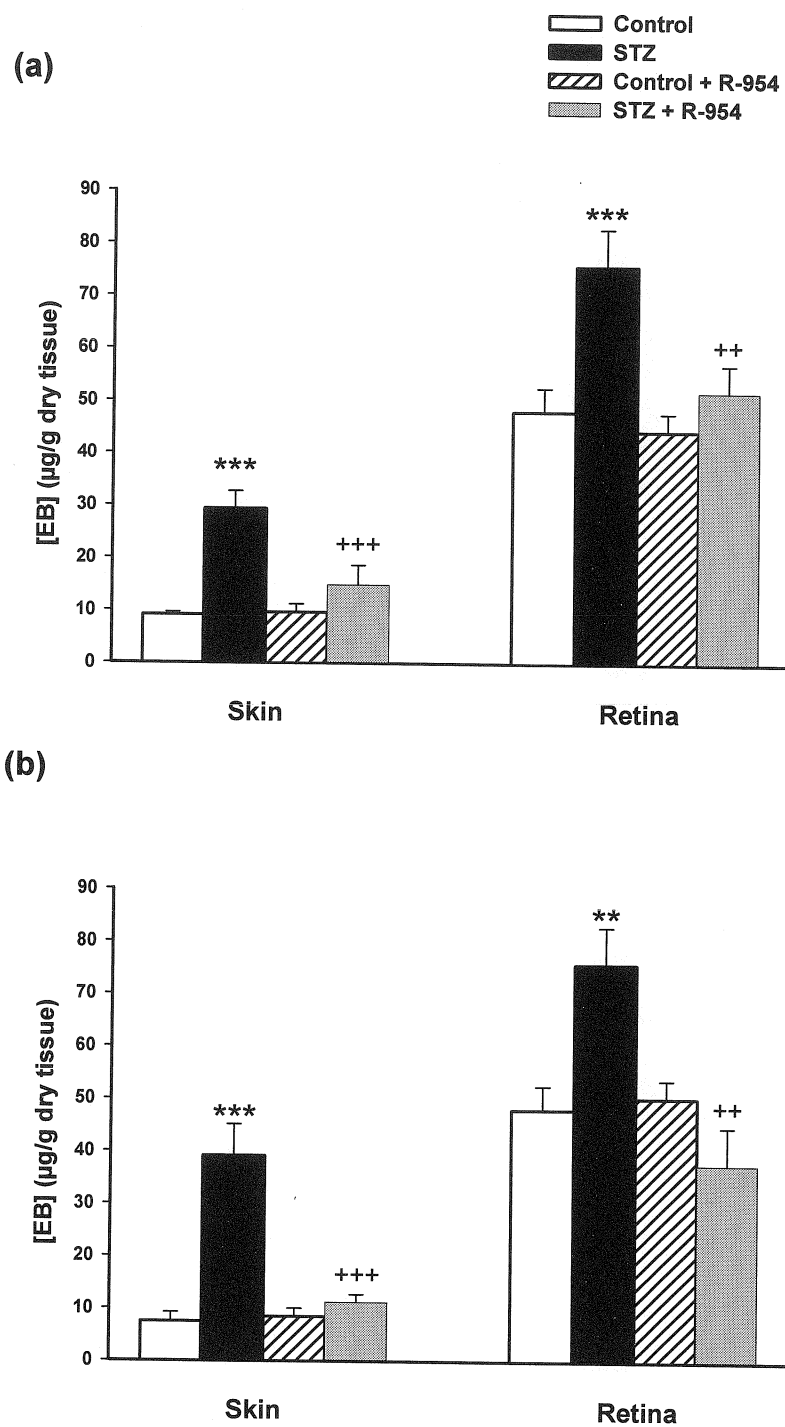 Control
STZ
Control + R-954
STZ + R-954
(a)
90
80
70
60
50
40
30
20
10
0
[EB] (µg/g dry tissue)
***
+++
***
++
Skin
Retina
(b)
90
80
70
60
50
40
30
20
10
0
[EB] (µg/g dry tissue)
***
+++
**
++
Skin
Retina